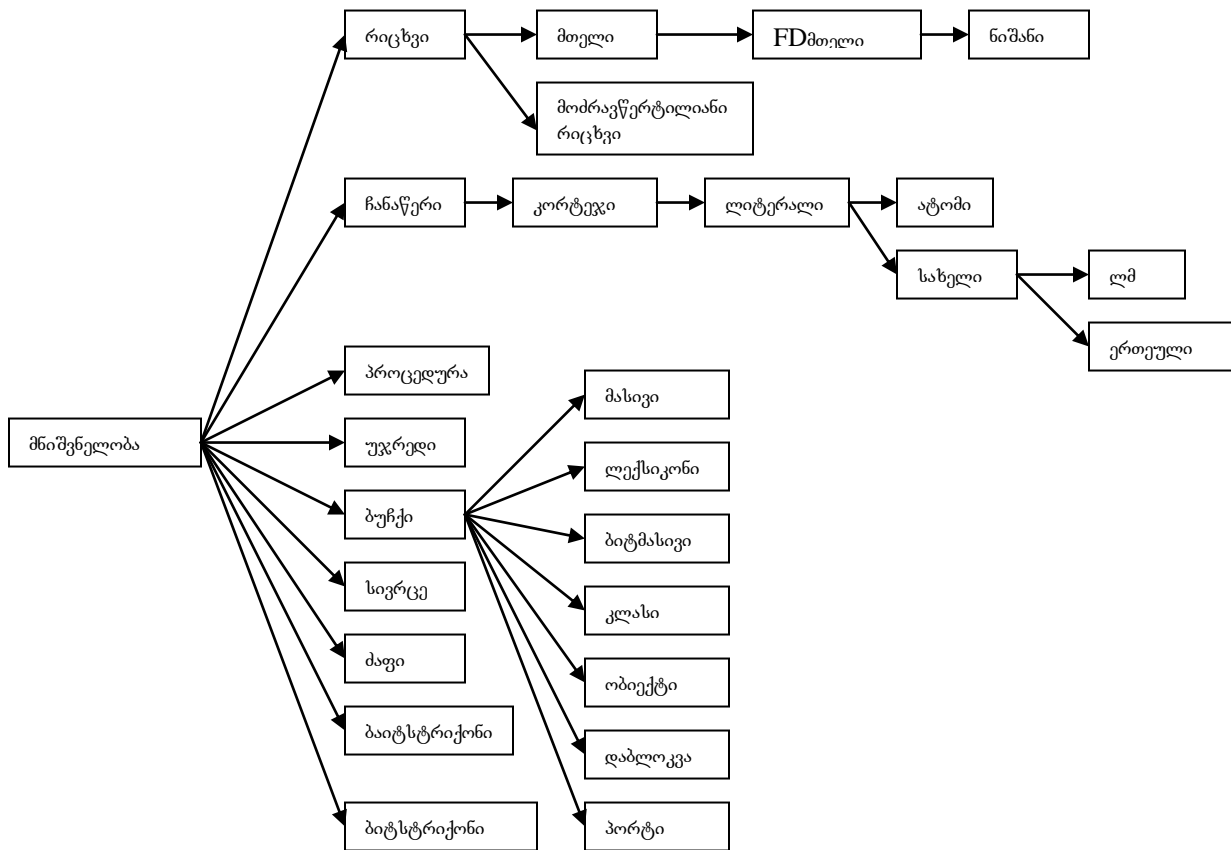 რიცხვი
მთელი
FDმთელი
ნიშანი
მოძრავწერტილიანი
რიცხვი
ჩანაწერი
კორტეჟი
ლიტერალი
ატომი
სახელი
ლმ
ერთეული
მნიშვნელობა
პროცედურა
უჯრედი
ბუჩქი
სივრცე
ძაფი
ბაიტსტრიქონი
ბიტსტრიქონი
მასივი
ლექსიკონი
ბიტმასივი
კლასი
ობიექტი
დაბლოკვა
პორტი